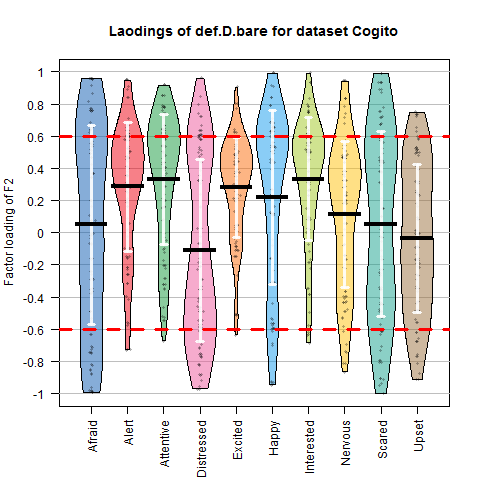 Laodings of def.D.bare for dataset Cogito
Factor loading of F2
1
0.8
0.6
0.4
0.2
0
-0.2
-0.4
-0.6
-0.8
-1
Afraid
Alert
Attentive
Distressed
Excited
Happy
Interested
Nervous
Scared
Upset